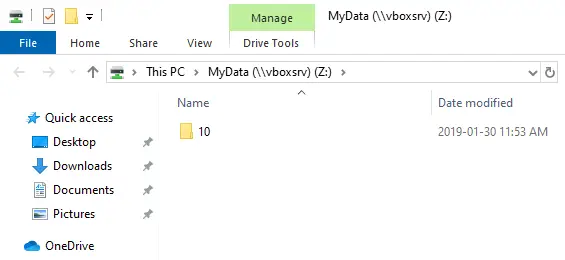 Manage
MyData (\\vboxsrv) (Z:)
File
Home
Share
View
Drive Tools
This PC > MyData (\\vboxsrv) (Z:) >
Name
Date modified
Quick access
10
2019-01-30 11:53 AM
Desktop
Downloads
Documents
Pictures
OneDrive